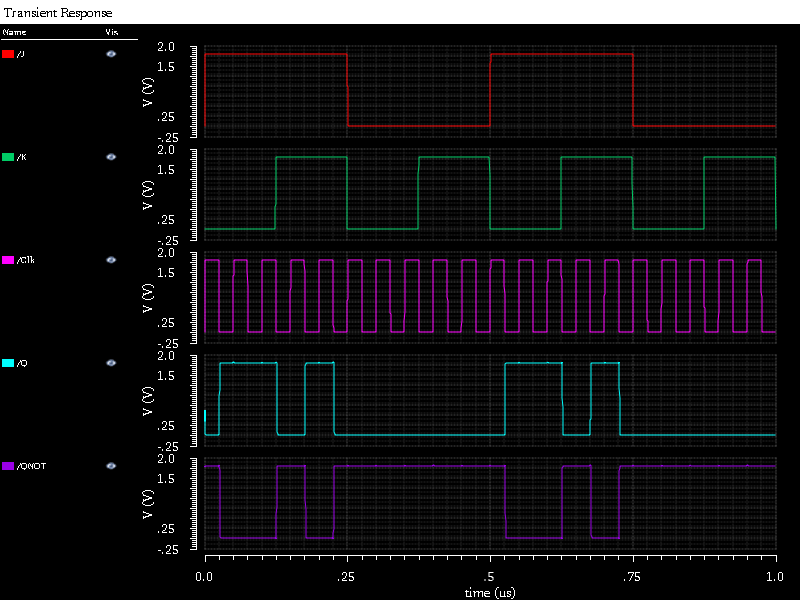 Transient Response
Name Vis
/J
/K
/Clk
/Q
/QNOT
2.0
1.5
.25
-.25
V (V)
2.0
1.5
.25
-.25
V (V)
2.0
1.5
.25
-.25
V (V)
2.0
1.5
.25
-.25
V (V)
2.0
1.5
.25
-.25
V (V)
0.0 .25 .5 .75 1.0
time (us)